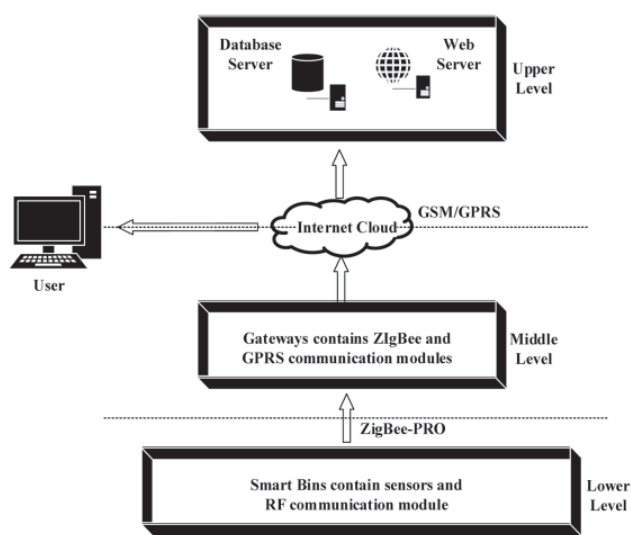 Database
Server
Web
Server
Upper
Level
GSM/GPRS
Internet Cloud
User
Gateways contains ZIgBee and
GPRS communication modules
Middle
Level
ZigBee-PRO
Smart Bins contain sensors and
RF communication module
Lower
Level